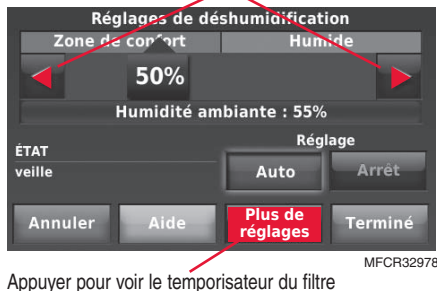 Réglages de déshumidification
Zone de confort Humide
50%
Humidité ambiante : 55%
Réglage
ÉTAT
veille
Auto Arrêt
Annuler Aide Plus de réglages Terminé
MFCR32978
Appuyer pour voir le temporisateur du filtre